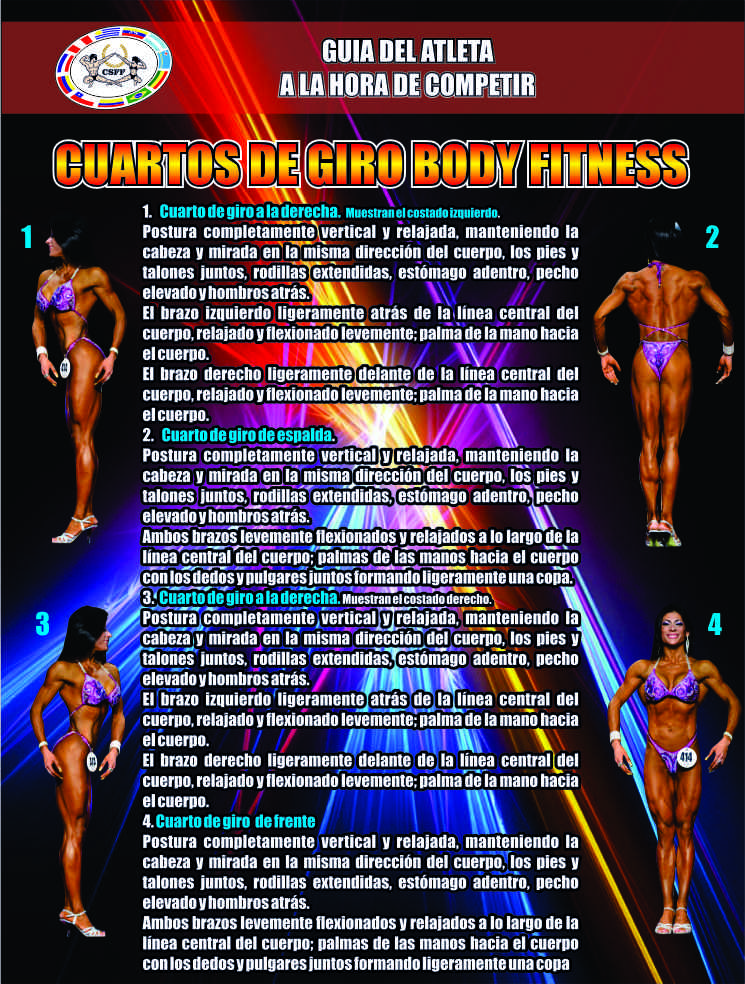 CSFF
GUIA DEL ATLETA
A LA HORA DE COMPETIR
CUARTOS DE GIRO BODY FITNESS
1
2
1. Cuarto de giro a la derecha. Muestran el costado izquierdo.
Postura completamente vertical y relajada, manteniendo la
cabeza y mirada en la misma dirección del cuerpo, los pies y
talones juntos, rodillas extendidas, estómago adentro, pecho
elevado y hombros atrás.
El brazo izquierdo ligeramente atrás de la línea central del
cuerpo, relajado y flexionado levemente; palma de la mano hacia
el cuerpo.
El brazo derecho ligeramente delante de la línea central del
cuerpo, relajado y flexionado levemente; palma de la mano hacia
el cuerpo.
2. Cuarto de giro de espalda.
Postura completamente vertical y relajada, manteniendo la
cabeza y mirada en la misma dirección del cuerpo, los pies y
talones juntos, rodillas extendidas, estómago adentro, pecho
elevado y hombros atrás.
Ambos brazos levemente flexionados y relajados a lo largo de la
línea central del cuerpo; palmas de las manos hacia el cuerpo
con los dedos y pulgares juntos formando ligeramente una copa.
3
4
3. Cuarto de giro a la derecha. Muestran el costado derecho.
Postura completamente vertical y relajada, manteniendo la
cabeza y mirada en la misma dirección del cuerpo, los pies y
talones juntos, rodillas extendidas, estómago adentro, pecho
elevado y hombros atrás.
El brazo izquierdo ligeramente atrás de la línea central del
cuerpo, relajado y flexionado levemente; palma de la mano hacia
el cuerpo.
El brazo derecho ligeramente delante de la línea central del
cuerpo, relajado y flexionado levemente; palma de la mano hacia
el cuerpo.
4. Cuarto de giro de frente
Postura completamente vertical y relajada, manteniendo la
cabeza y mirada en la misma dirección del cuerpo, los pies y
talones juntos, rodillas extendidas, estómago adentro, pecho
elevado y hombros atrás.
Ambos brazos levemente flexionados y relajados a lo largo de la
línea central del cuerpo; palmas de las manos hacia el cuerpo
con los dedos y pulgares juntos formando ligeramente una copa
414